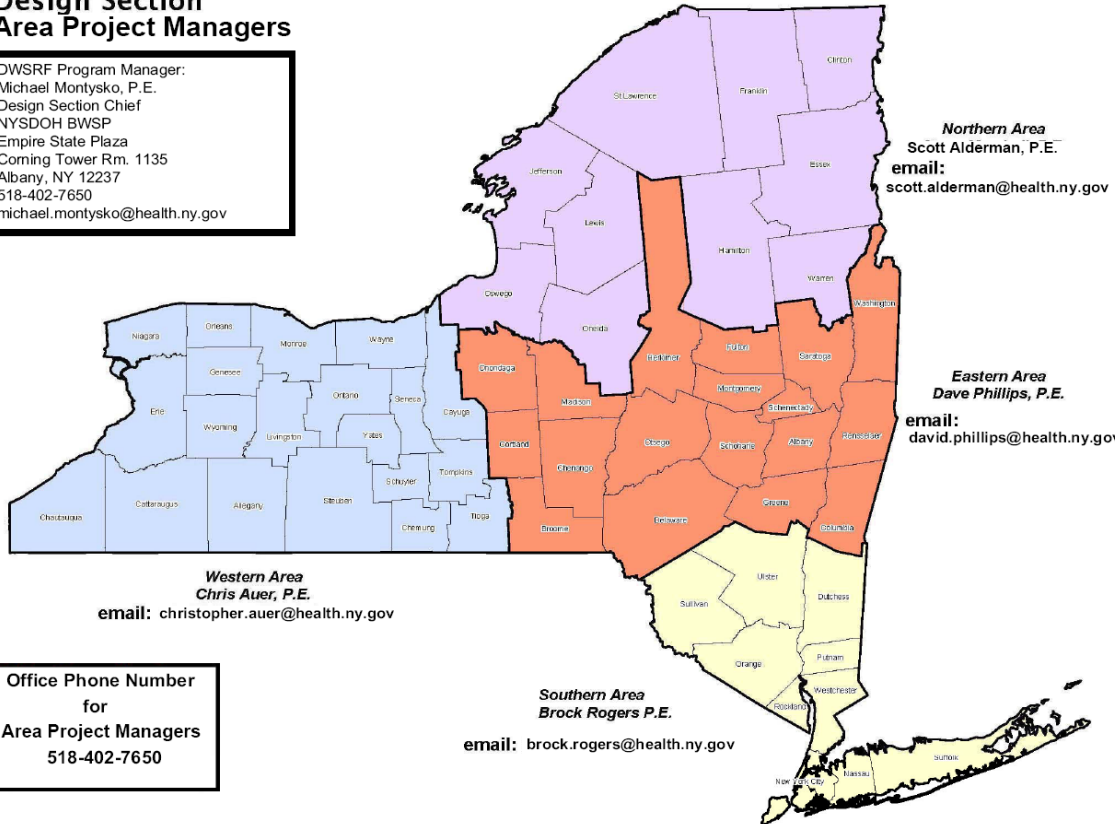 Design Section
Area Project Managers
DWSRF Program Manager:
Michael Montysko, P.E.
Design Section Chief
NYSDOH BWSP
Empire State Plaza
Corning Tower Rm. 1135
Albany, NY 12237
518-402-7650
michael.montysko@health.ny.gov
Clinton
Franklin
St.Lawrence
Essex
Jefferson
Lewis
Hamilton
Warren
Oswego
Oneida
Northern Area
Scott Alderman, P.E.
email:
scott.alderman@health.ny.gov
Washington
Herkimer
Fulton
Saratoga
Onondaga
Madison
Montgomery
Schenectady
Cortland
Chenango
Otsego
Schoharie
Albany
Rensselaer
Broome
Delaware
Greene
Columbia
Eastern Area
Dave Phillips, P.E.
email:
david.phillips@health.ny.gov
Niagara
Orleans
Monroe
Wayne
Genesee
Erie
Wyoming
Livingston
Ontario
Seneca
Cayuga
Yates
Tompkins
Schuyler
Chautauqua
Cattaraugus
Allegany
Steuben
Chemung
Tioga
Western Area
Chris Auer, P.E.
email: christopher.auer@health.ny.gov
Ulster
Sullivan
Dutchess
Orange
Putnam
Westchester
Rockland
New York City
Nassau
Suffolk
Southern Area
Brock Rogers P.E.
email: brock.rogers@health.ny.gov
Office Phone Number
for
Area Project Managers
518-402-7650